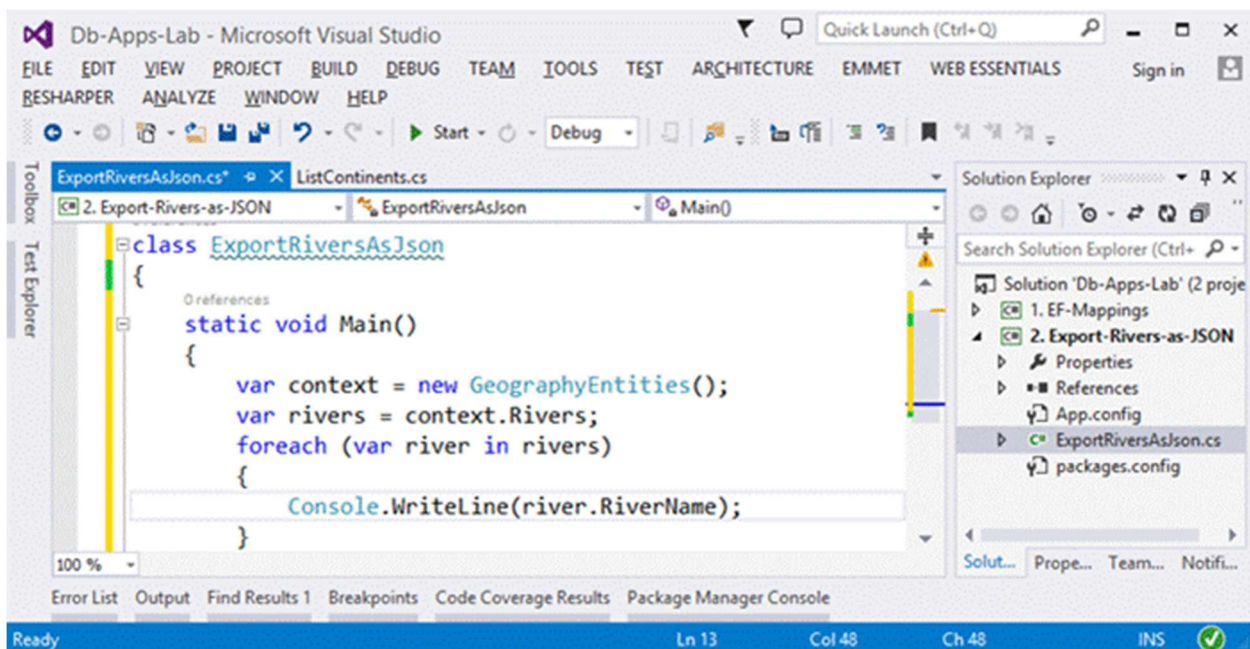 Db-Apps-Lab - Microsoft Visual Studio
Quick Launch (Ctrl+Q)
FILE EDIT VIEW PROJECT BUILD DEBUG TEAM TOOLS TEST ARCHITECTURE EMMET WEB ESSENTIALS Sign in
RESHARPER ANALYZE WINDOW HELP
Start Debug
Toolbox
Test Explorer
ExportRiversAsJson.cs* ListContinents.cs
2. Export-Rivers-as-JSON ExportRiversAsJson Main()
class ExportRiversAsJson
{
0 references
static void Main()
{
var context = new GeographyEntities();
var rivers = context.Rivers;
foreach (var river in rivers)
{
Console.WriteLine(river.RiverName);
}
100 %
Solution Explorer
Search Solution Explorer (Ctrl+
Solution 'Db-Apps-Lab' (2 proje
1. EF-Mappings
2. Export-Rivers-as-JSON
Properties
References
App.config
ExportRiversAsJson.cs
packages.config
Solut... Prope... Team... Notifi...
Error List Output Find Results 1 Breakpoints Code Coverage Results Package Manager Console
Ready Ln 13 Col 48 Ch 48 INS